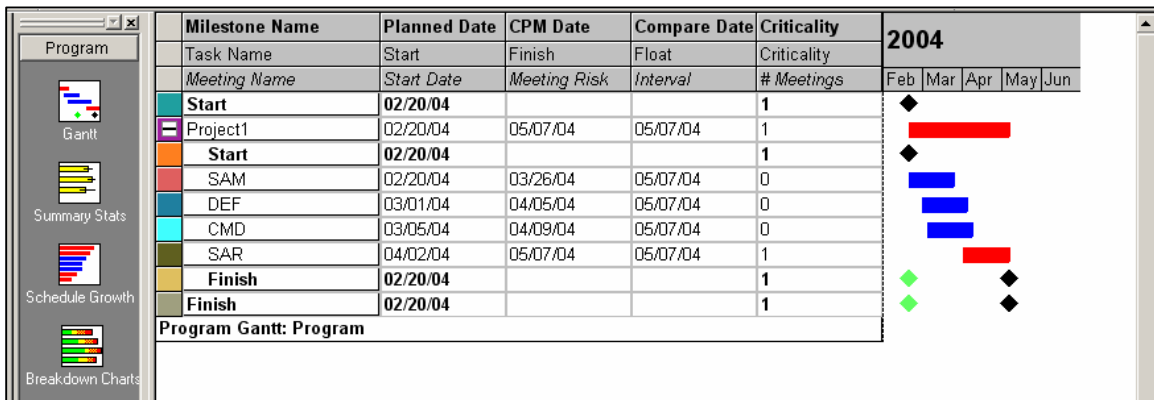 Program
Gantt
Summary Stats
Schedule Growth
Breakdown Charts
Milestone Name Planned Date CPM Date Compare Date Criticality
Task Name Start Finish Float Criticality
Meeting Name Start Date Meeting Risk Interval # Meetings
2004
Feb Mar Apr May Jun
Start 02/20/04 1
Project1 02/20/04 05/07/04 05/07/04 1
Start 02/20/04 1
SAM 02/20/04 03/26/04 05/07/04 0
DEF 03/01/04 04/05/04 05/07/04 0
CMD 03/05/04 04/09/04 05/07/04 0
SAR 04/02/04 05/07/04 05/07/04 1
Finish 02/20/04 1
Finish 02/20/04 1
Program Gantt: Program